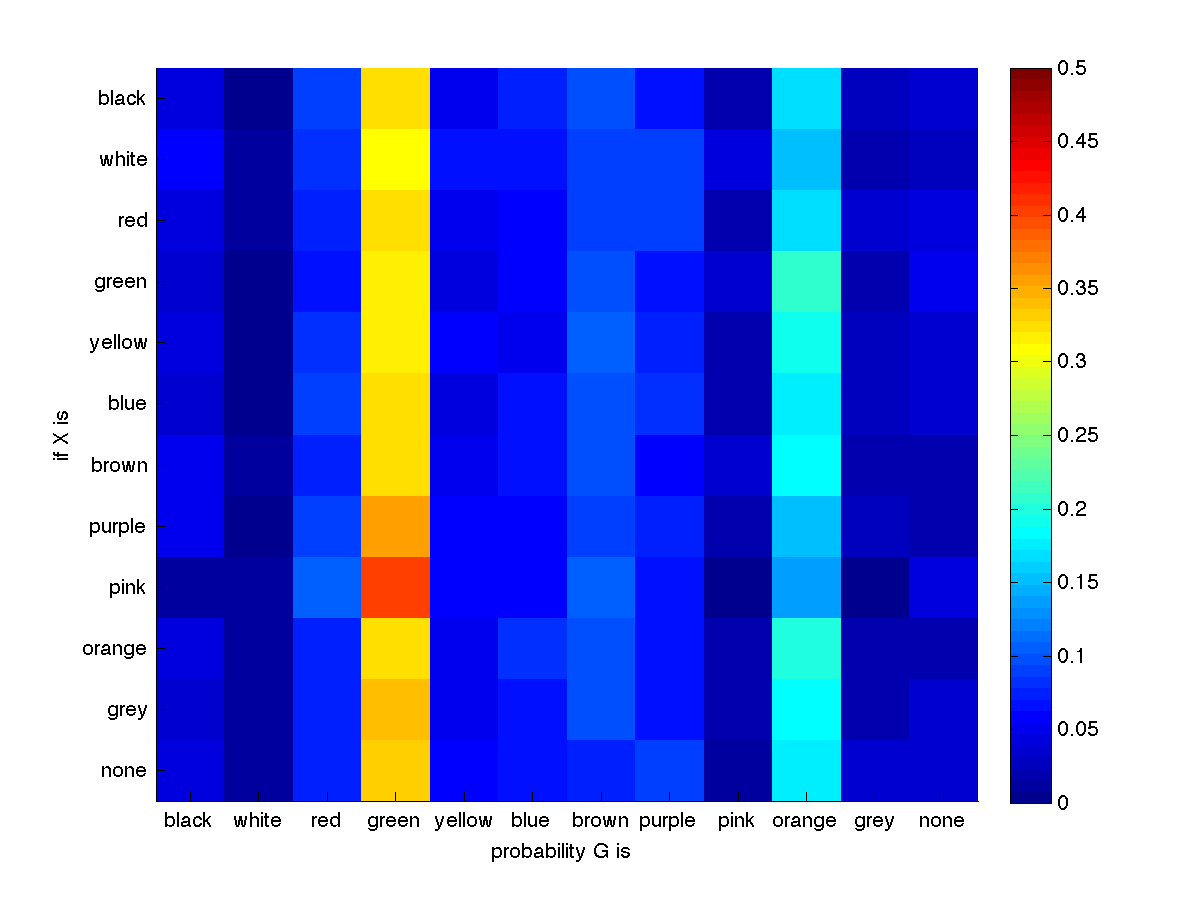 black
white
red
green
yellow
blue
brown
purple
pink
orange
grey
none
if X is
black white red green yellow blue brown purple pink orange grey none
probability G is
0.5
0.45
0.4
0.35
0.3
0.25
0.2
0.15
0.1
0.05
0